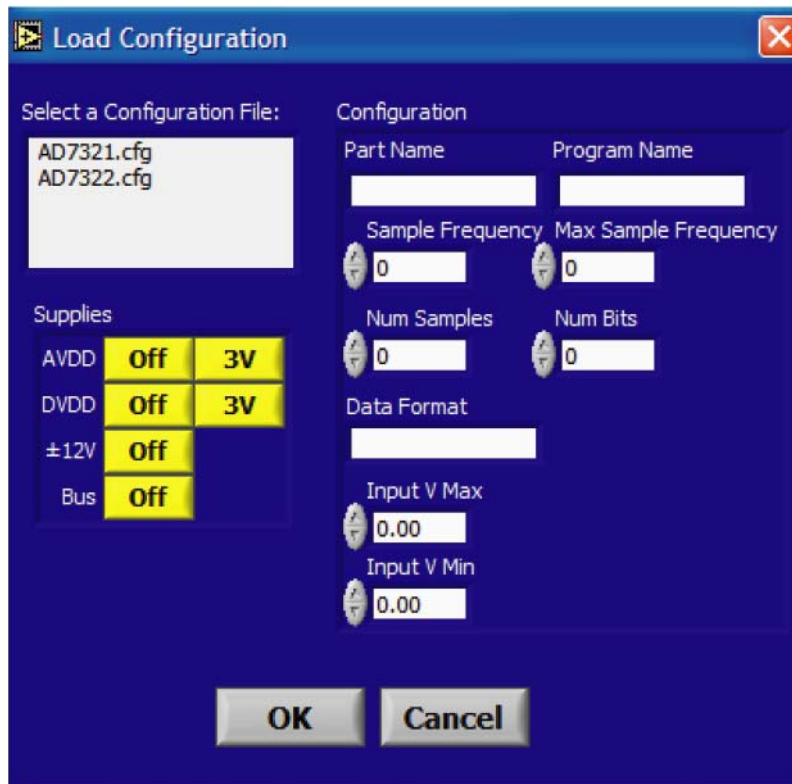 Load Configuration
Select a Configuration File:
AD7321.cfg
AD7322.cfg
Supplies
AVDD Off 3V
DVDD Off 3V
±12V Off
Bus Off
Configuration
Part Name Program Name
Sample Frequency Max Sample Frequency
0 0
Num Samples Num Bits
0 0
Data Format
Input V Max
0.00
Input V Min
0.00
OK Cancel